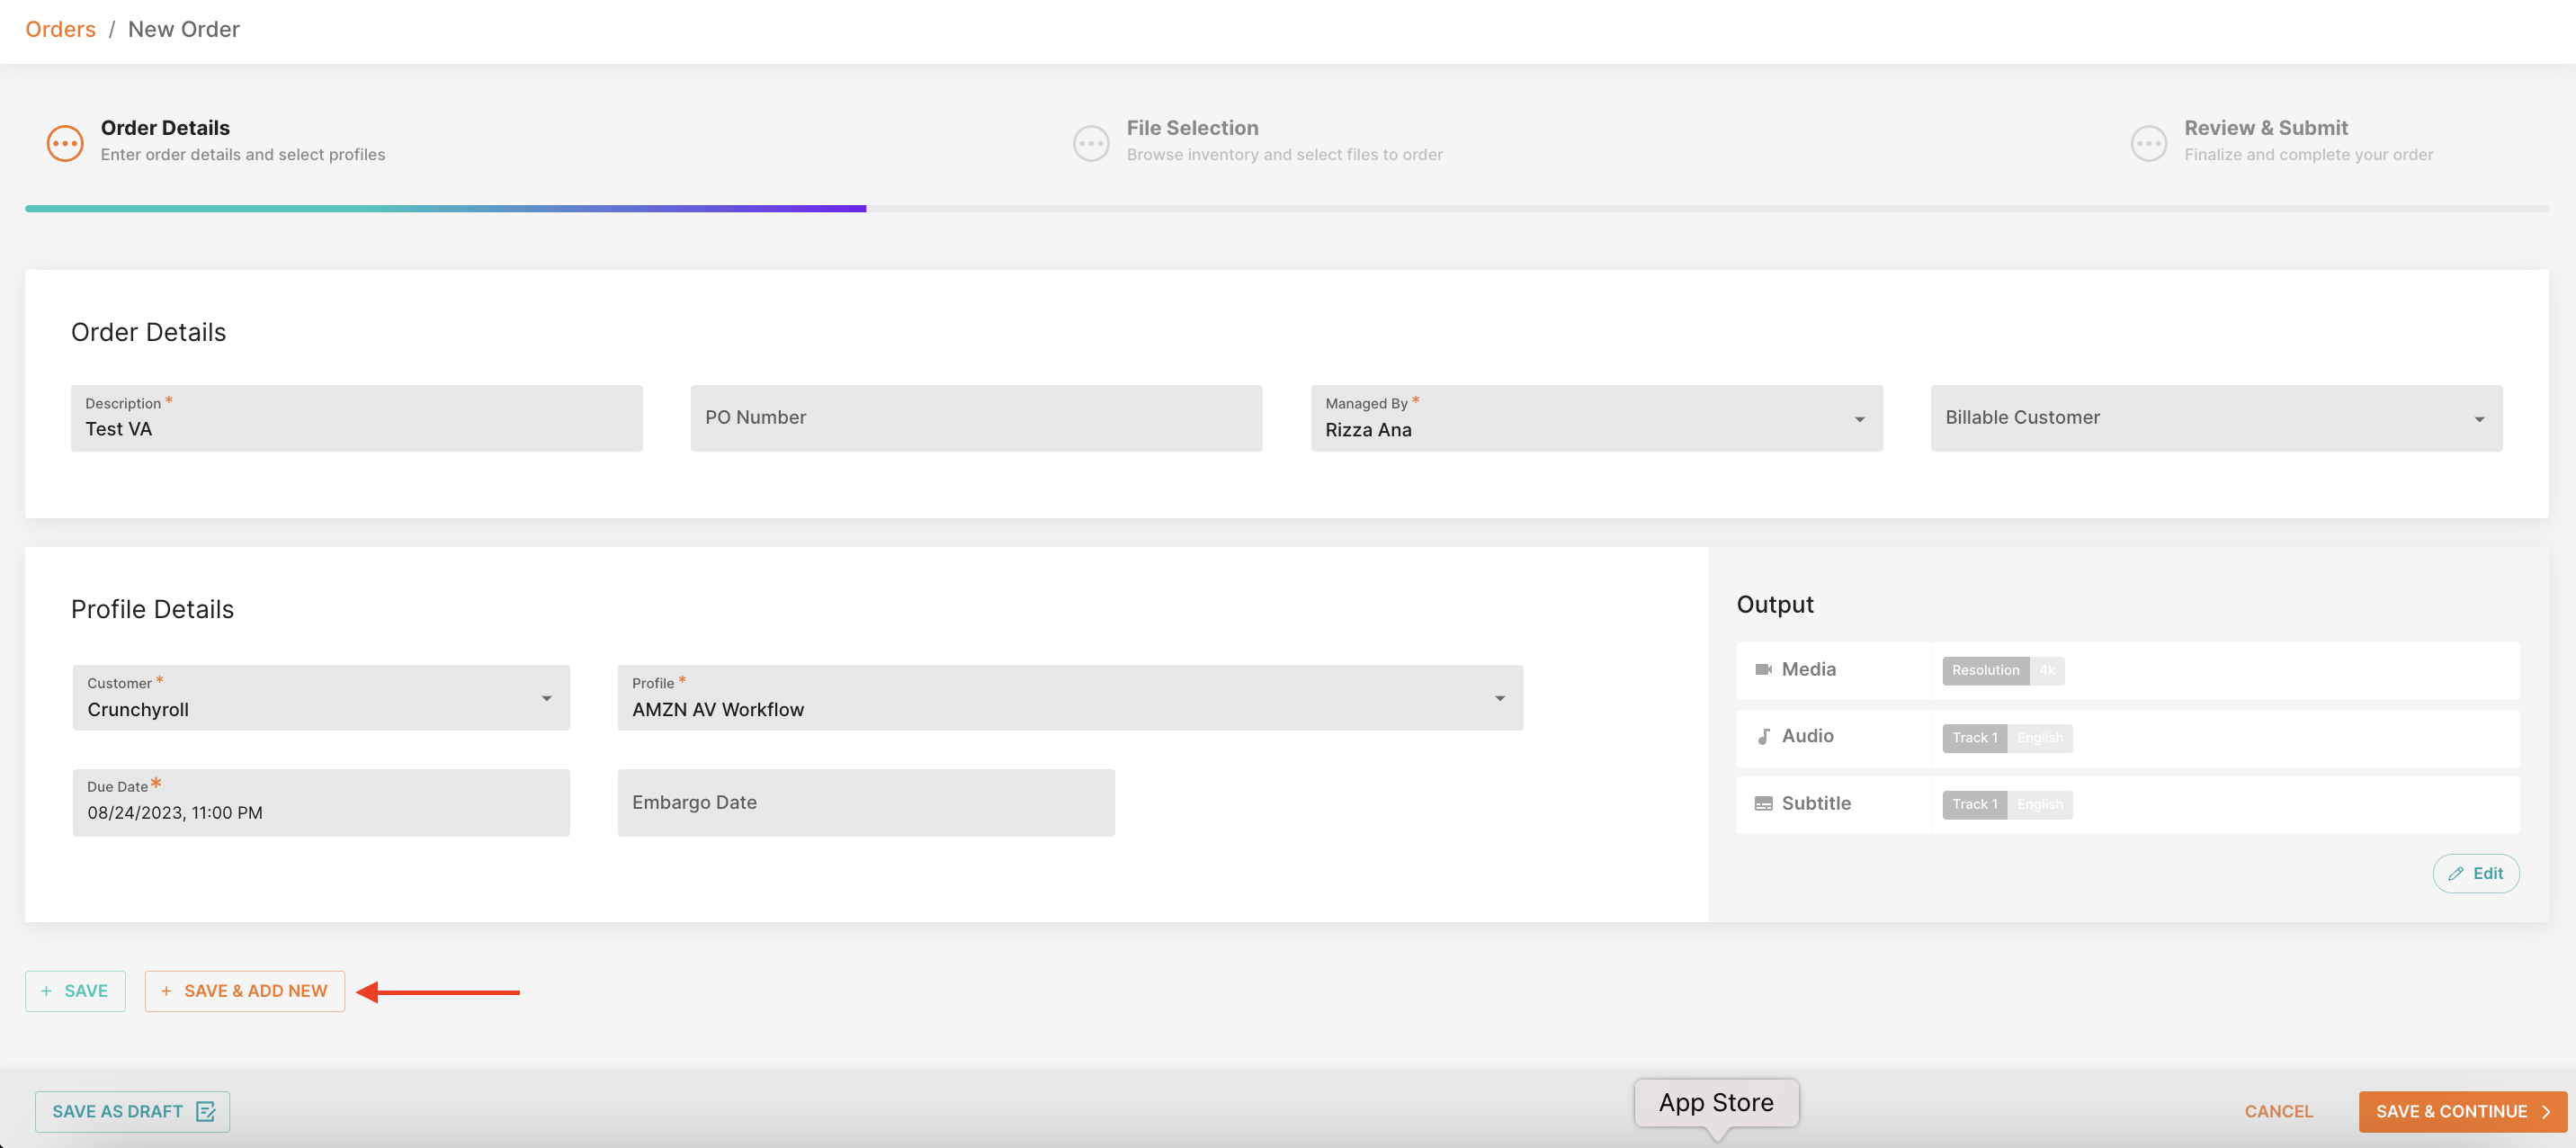 Orders / New Order
Order Details
Enter order details and select profiles
File Selection
Browse inventory and select files to order
Review & Submit
Finalize and complete your order
Order Details
Description *
Test VA
PO Number
Managed By *
Rizza Ana
Billable Customer
Profile Details
Customer *
Crunchyroll
Profile *
AMZN AV Workflow
Due Date *
08/24/2023, 11:00 PM
Embargo Date
Output
Media
Resolution 4k
Audio
Track 1 English
Subtitle
Track 1 English
Edit
+ SAVE
+ SAVE & ADD NEW
SAVE AS DRAFT
App Store
CANCEL
SAVE & CONTINUE